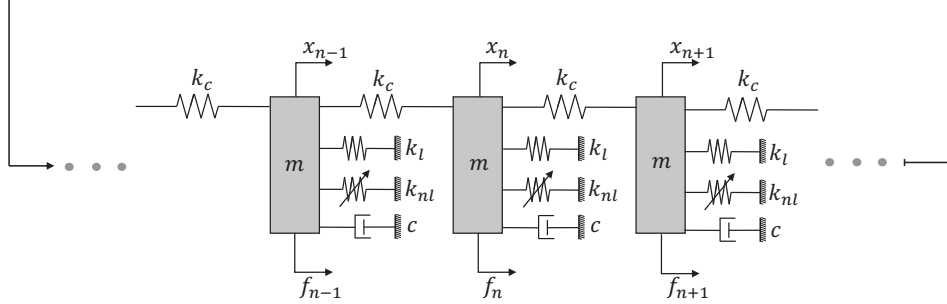 x_{n-1} x_n x_{n+1}
k_c k_c k_c k_c
m k_l m k_l m k_l
k_{nl} k_{nl} k_{nl}
c c c
f_{n-1} f_n f_{n+1}